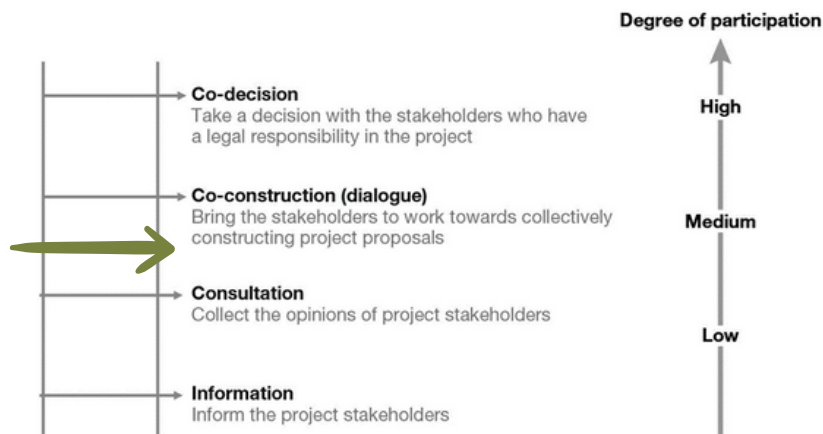 Degree of participation
Co-decision
Take a decision with the stakeholders who have
a legal responsibility in the project
High
Co-construction (dialogue)
Bring the stakeholders to work towards collectively
constructing project proposals
Medium
Consultation
Collect the opinions of project stakeholders
Low
Information
Inform the project stakeholders